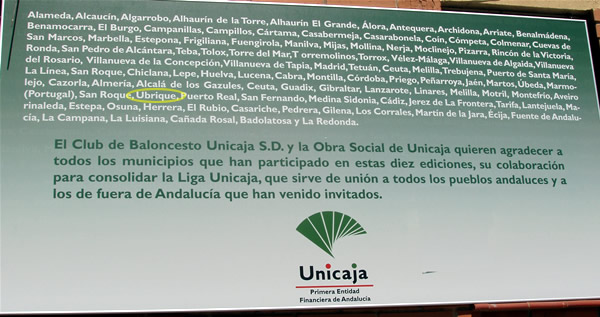 Alameda, Alcaucín, Algarrobo, Alhaurín de la Torre, Alhaurín El Grande, Álora, Antequera, Archidona, Arriate, Benalmádena,
Benamocarra, El Burgo, Campanillas, Campillos, Cártama, Casabermeja, Casarabonela, Coín, Cómpeta, Colmenar, Cuevas de
San Marcos, Marbella, Estepona, Frigiliana, Fuengirola, Manilva, Mijas, Mollina, Nerja, Moclinejo, Pizarra, Rincón de la Victoria,
Ronda, San Pedro de Alcántara, Teba, Tolox, Torre del Mar, T orremolinos, Torrox, Vélez-Málaga, Villanueva de Algaida, Villanueva
del Rosario, Villanueva de la Concepción, Villanueva de Tapia, Madrid, Tetuán, Ceuta, Melilla, Trebujena, Puerto de Santa María,
La Línea, San Roque, Chiclana, Lepe, Huelva, Lucena, Cabra, Montilla, Córdoba, Priego, Peñarroya, Jaén, Martos, Úbeda, Marmo-
lejo, Cazorla, Almería, Alcalá de los Gazules, Ceuta, Guadix, Gibraltar, Lanzarote, Linares, Melilla, Motril, Montefrio, Aveiro
(Portugal), San Roque, Ubrique, Puerto Real, San Fernando, Medina Sidonia, Cádiz, Jerez de La Frontera, Tarifa, Lantejuela, Ma-
rinaleda, Estepa, Osuna, Herrera, El Rubio, Casariche, Pedrera, Gilena, Los Corrales, Martín de la Jara, Écija, Fuente de Andalu-
cía, La Campana, La Luisiana, Cañada Rosal, Badolatosa y La Redonda.
El Club de Baloncesto Unicaja S.D. y la Obra Social de Unicaja quieren agradecer a
todos los municipios que han participado en estas diez ediciones, su colaboración
para consolidar la Liga Unicaja, que sirve de unión a todos los pueblos andaluces y a
los de fuera de Andalucía que han venido invitados.
Unicaja
Primera Entidad
Financiera de Andalucía